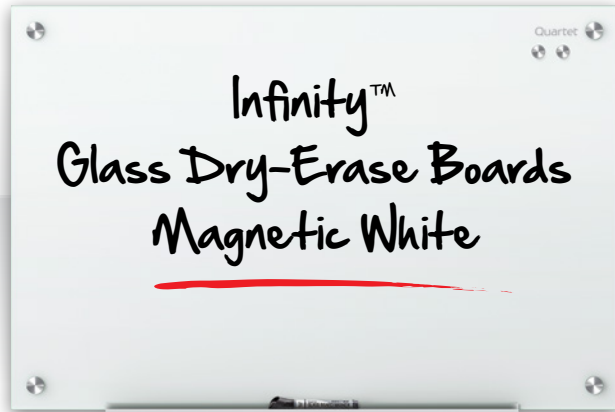 Quartet
Infinity™
Glass Dry-Erase Boards
Magnetic White